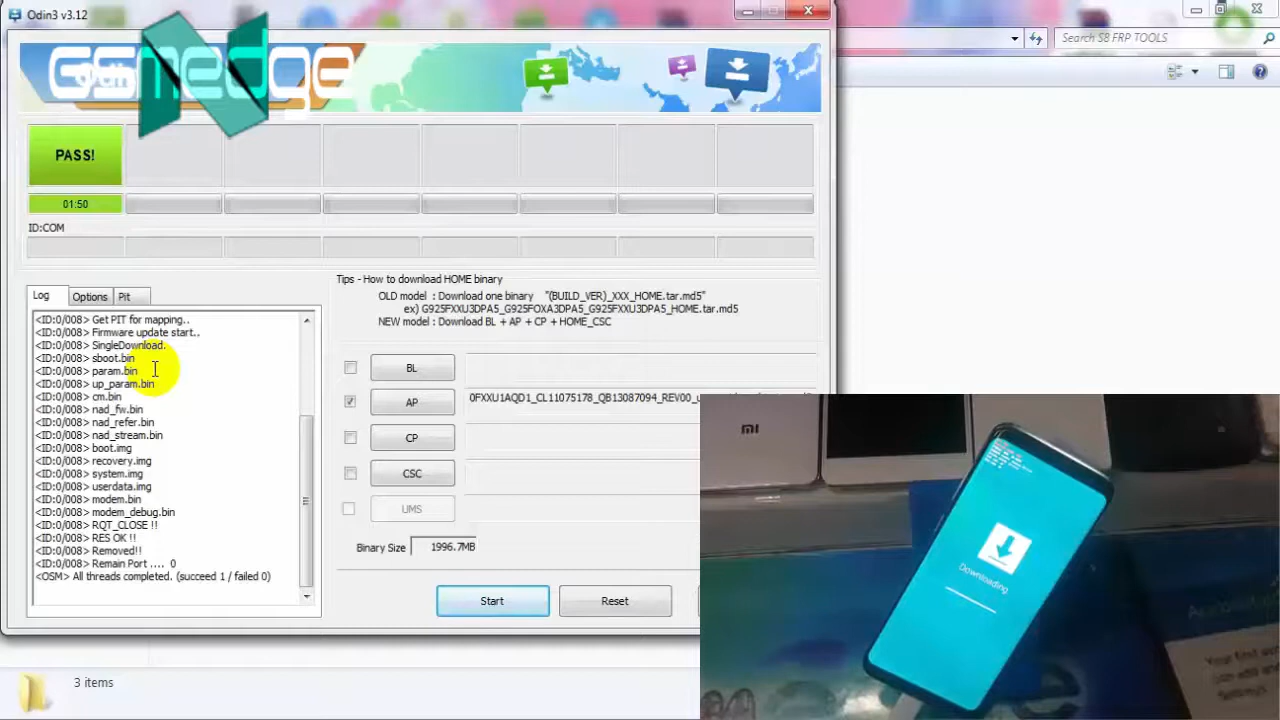 Odin3 v3.12
Search S8 FRP TOOLS
GSMedge
PASS!
01:50
ID:COM
Tips - How to download HOME binary
OLD model : Download one binary "(BUILD_VER)_XXX_HOME.tar.md5"
ex) G925FXXU3DPA5_G925FOXA3DPA5_G925FXXU3DPA5_HOME.tar.md5
NEW model : Download BL + AP + CP + HOME_CSC
Log
Options
Pit
<ID:0/008> Get PIT for mapping..
<ID:0/008> Firmware update start..
<ID:0/008> SingleDownload.
<ID:0/008> sboot.bin
<ID:0/008> param.bin
<ID:0/008> up_param.bin
<ID:0/008> cm.bin
<ID:0/008> nad_fw.bin
<ID:0/008> nad_refer.bin
<ID:0/008> nad_stream.bin
<ID:0/008> boot.img
<ID:0/008> recovery.img
<ID:0/008> system.img
<ID:0/008> userdata.img
<ID:0/008> modem.bin
<ID:0/008> modem_debug.bin
<ID:0/008> RQT_CLOSE !!
<ID:0/008> RES OK !!
<ID:0/008> Removed!!
<ID:0/008> Remain Port .... 0
<OSM> All threads completed. (succeed 1 / failed 0)
BL
AP
0FXXU1AQD1_CL11075178_QB13087094_REV00_u
CP
CSC
UMS
Binary Size
1996.7MB
Start
Reset
3 items
mi
Downloading
Your first